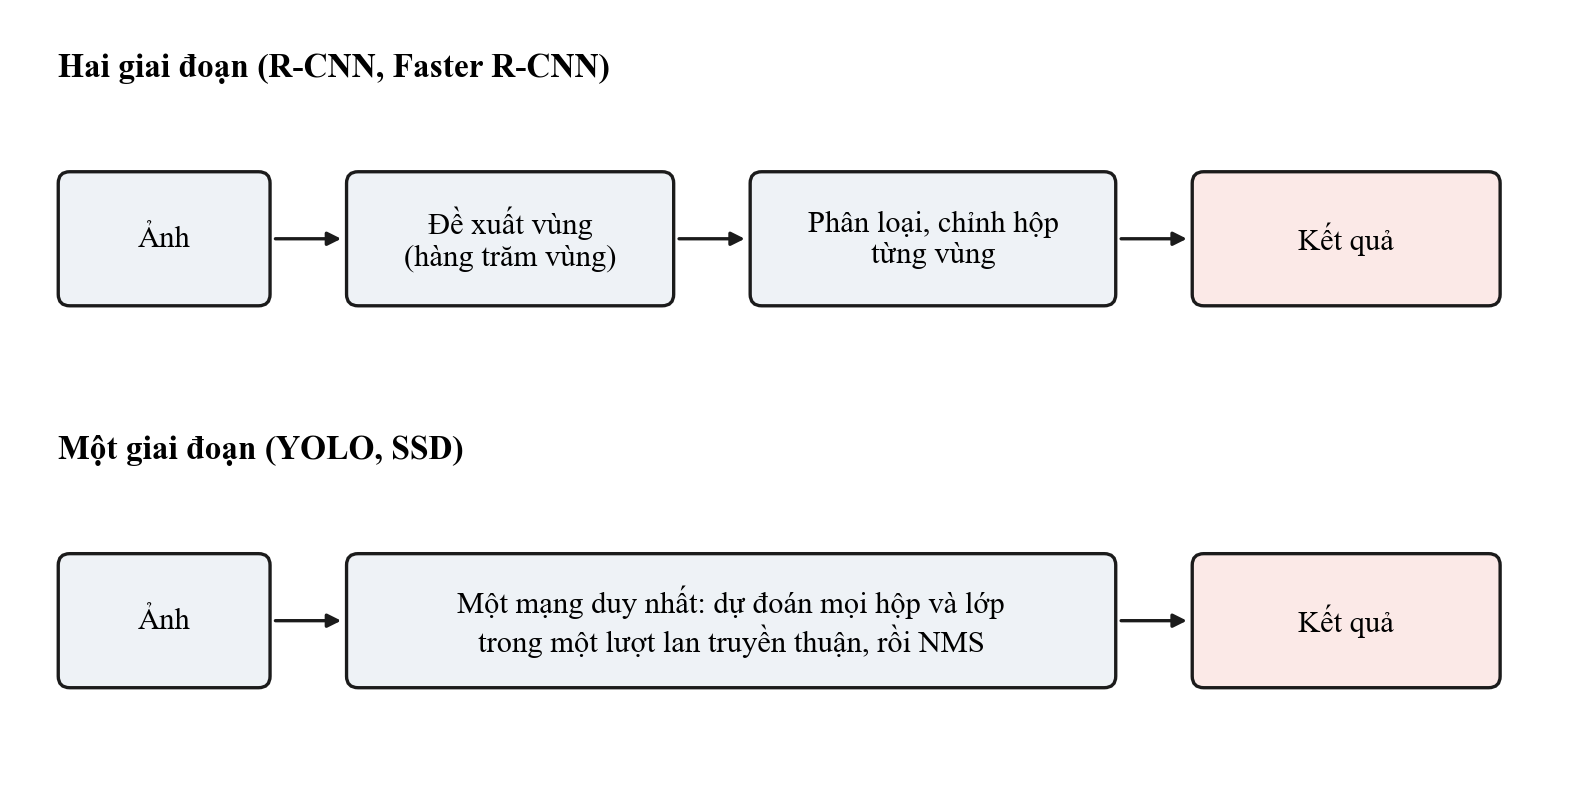 Hai giai đoạn (R-CNN, Faster R-CNN)
Ảnh
Đề xuất vùng
(hàng trăm vùng)
Phân loại, chỉnh hộp
từng vùng
Kết quả
Một giai đoạn (YOLO, SSD)
Ảnh
Một mạng duy nhất: dự đoán mọi hộp và lớp
trong một lượt lan truyền thuận, rồi NMS
Kết quả